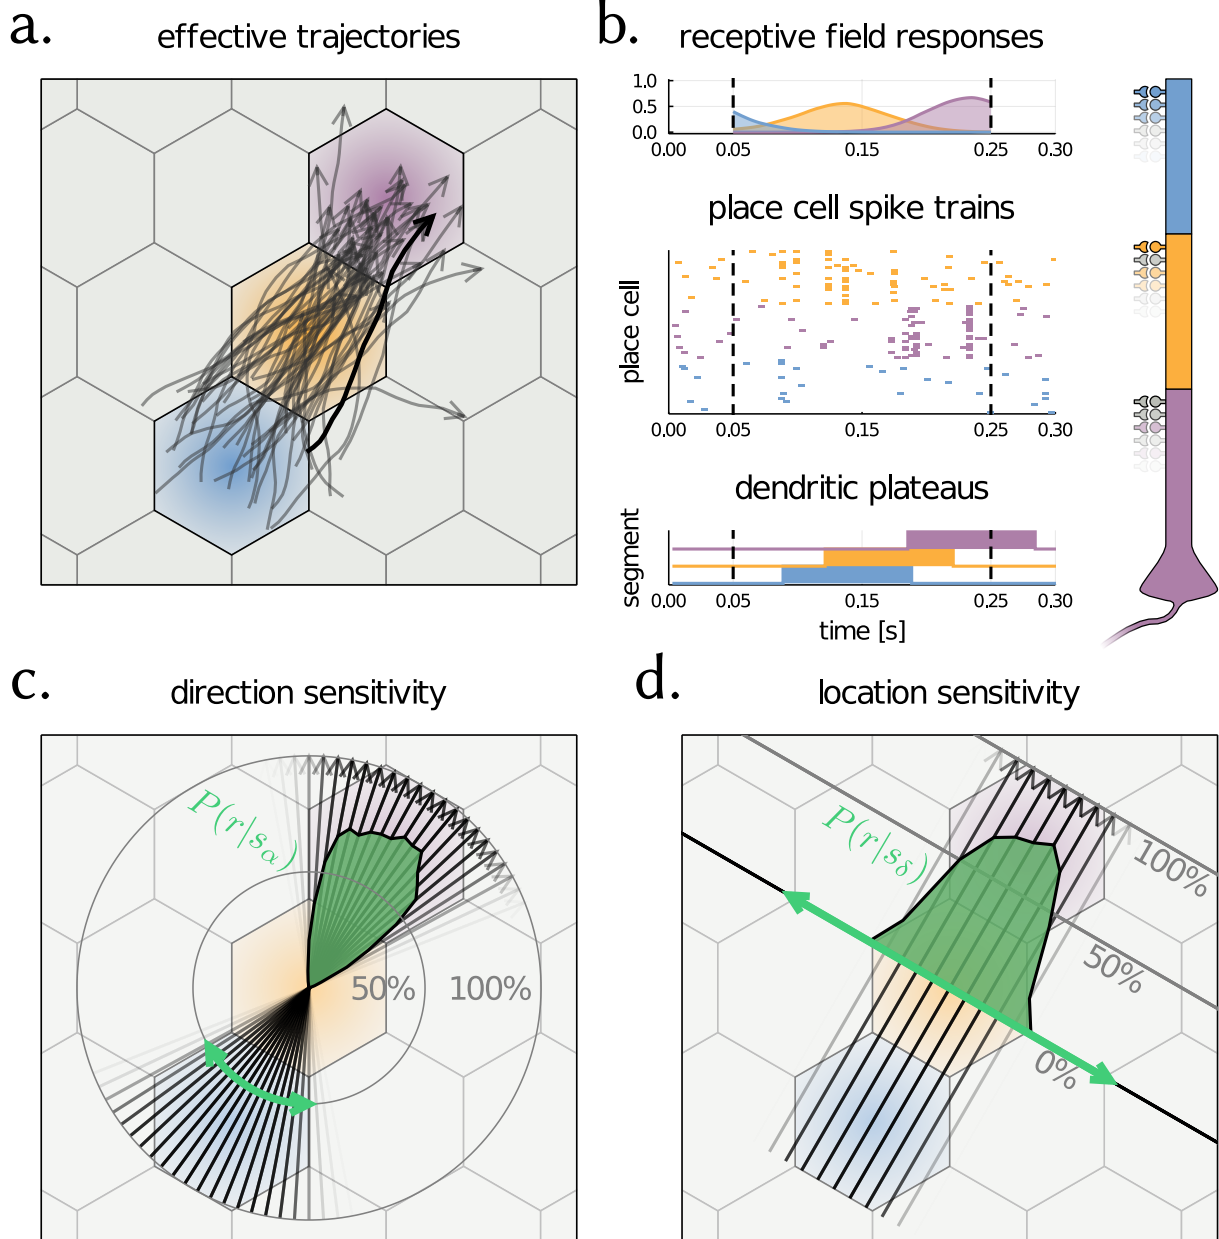 a.
effective trajectories
b.
receptive field responses
1.0
0.5
0.0
0.00 0.05 0.15 0.25 0.30
place cell spike trains
place cell
0.00 0.05 0.15 0.25 0.30
dendritic plateaus
segment
0.00 0.05 0.15 0.25 0.30
time [s]
c.
direction sensitivity
P(r|s_α)
50% 100%
d.
location sensitivity
P(r|s_δ)
100%
50%
0%